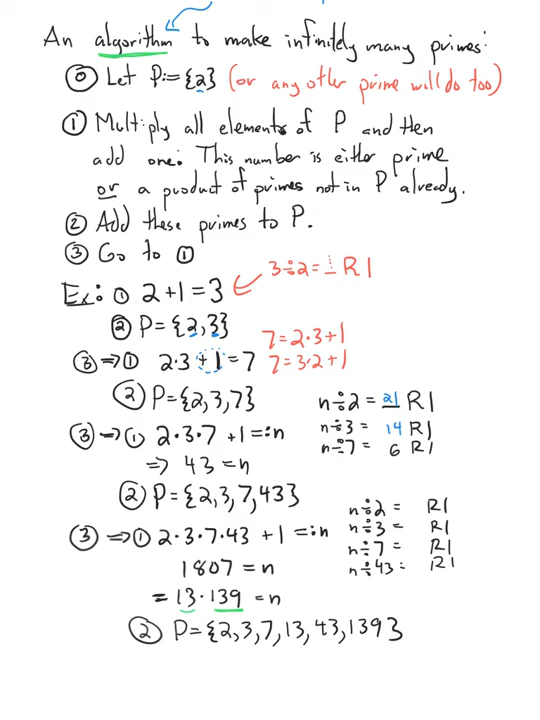 An algorithm to make infinitely many primes:
⓪ Let P:={2} (or any other prime will do too)
① Multiply all elements of P and then
add one. This number is either prime
or a product of primes not in P already.
② Add these primes to P.
③ Go to ①
3÷2= 1 R1
Ex: ① 2+1=3
② P={2,3}
7=2·3+1
③ ⇒ ① 2·3+1=7
7=3·2+1
② P={2,3,7}
n÷2= 21 R1
n÷3= 14 R1
n÷7= 6 R1
③ ⇒ ① 2·3·7+1=:n
⇒ 43=n
② P={2,3,7,43}
n÷2= R1
n÷3= R1
n÷7= R1
n÷43= R1
③ ⇒ ① 2·3·7·43+1=:n
1807=n
=13·139=n
② P={2,3,7,13,43,139}